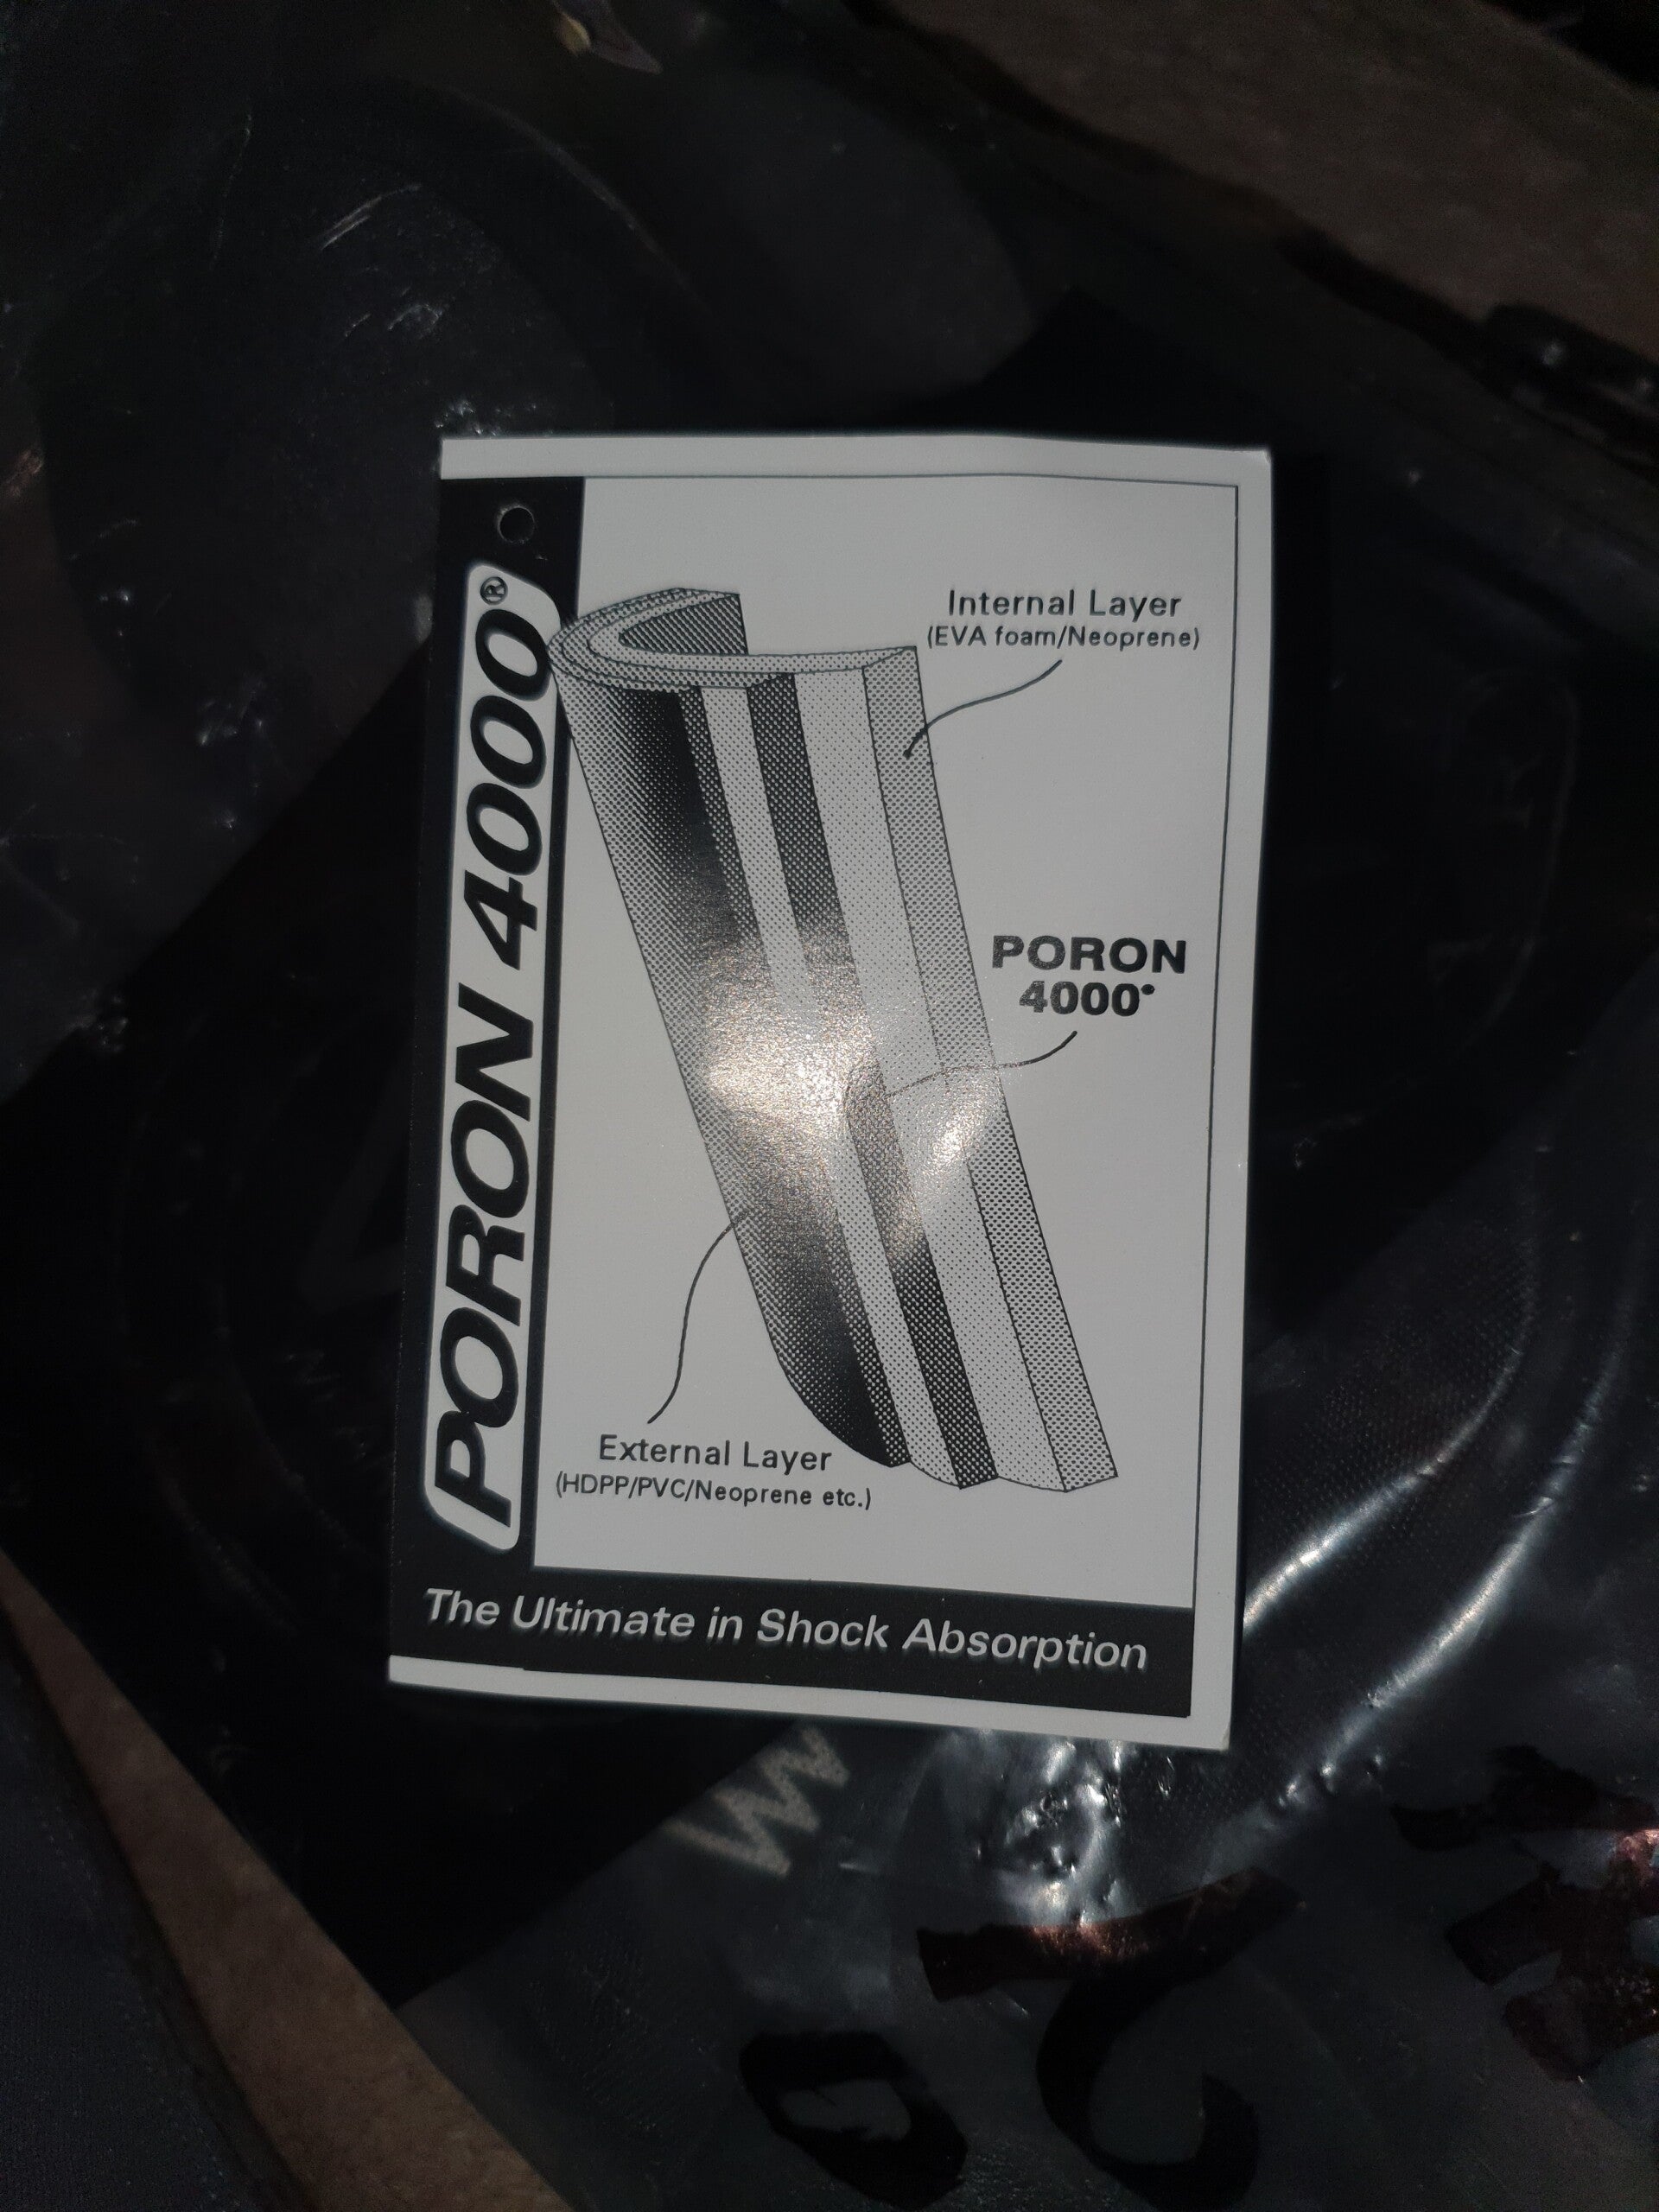 PORON 4000®
Internal Layer
(EVA foam/Neoprene)
PORON
4000®
External Layer
(HDPP/PVC/Neoprene etc.)
The Ultimate in Shock Absorption